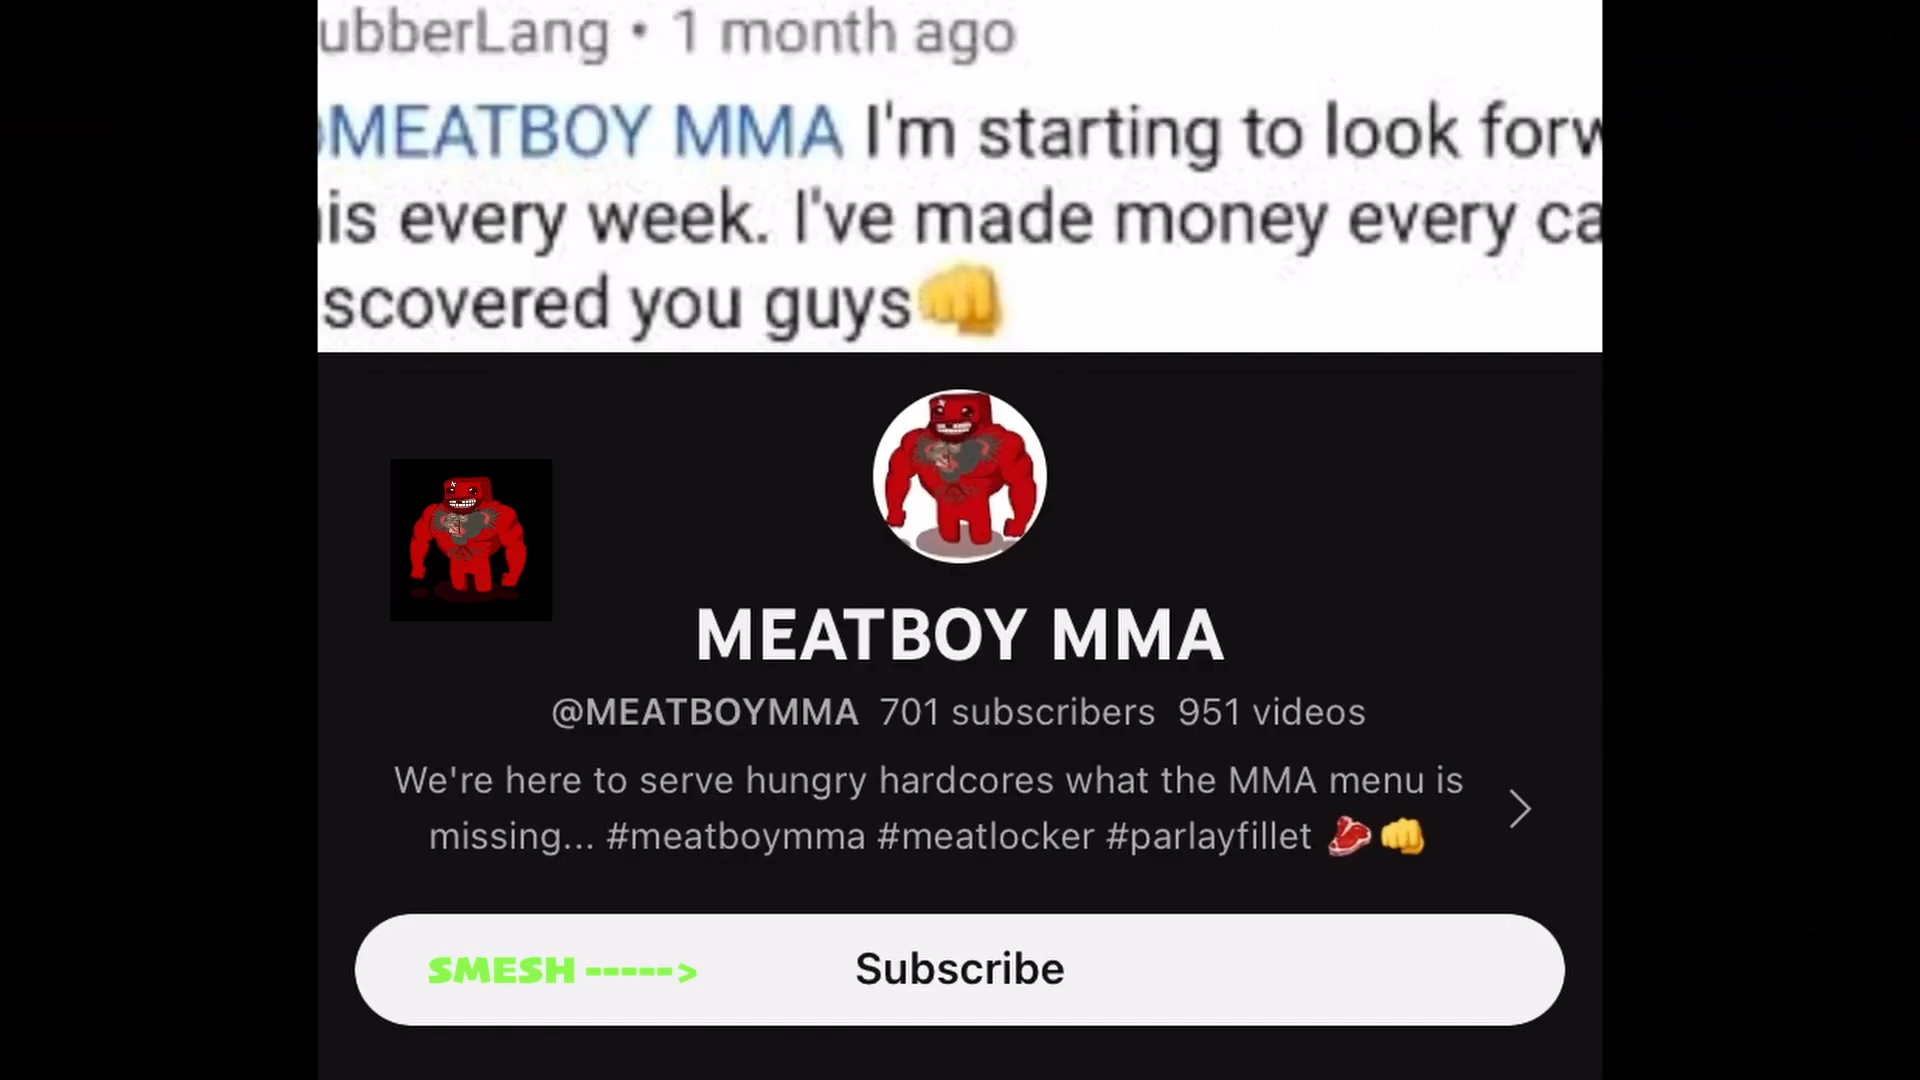 ubberLang • 1 month ago
MEATBOY MMA I'm starting to look forw
is every week. I've made money every ca
scovered you guys👊
MEATBOY MMA
@MEATBOYMMA 701 subscribers 951 videos
We're here to serve hungry hardcores what the MMA menu is
missing... #meatboymma #meatlocker #parlayfillet 🥩👊
SMESH -----> Subscribe